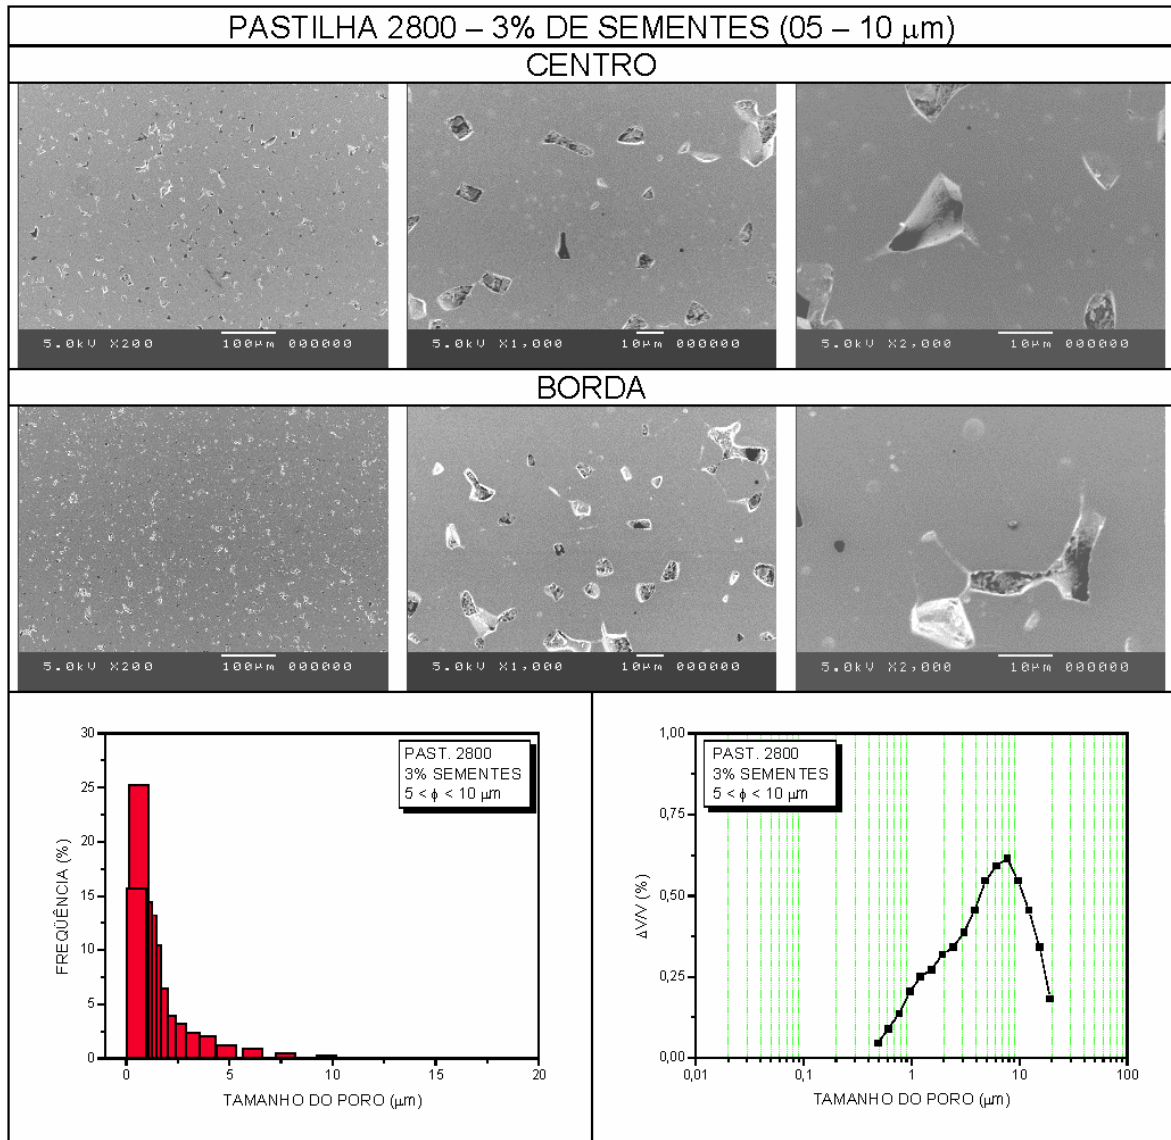 PASTILHA 2800 – 3% DE SEMENTES (05 – 10 μm)
CENTRO
5.0kV X200 100μm 000000
5.0kV X1,000 10μm 000000
5.0kV X2,000 10μm 000000
BORDA
5.0kV X200 100μm 000000
5.0kV X1,000 10μm 000000
5.0kV X2,000 10μm 000000
PAST. 2800
3% SEMENTES
5 < ϕ < 10 μm
FREQÜÊNCIA (%)
30
25
20
15
10
5
0
0 5 10 15 20
TAMANHO DO PORO (μm)
PAST. 2800
3% SEMENTES
5 < ϕ < 10 μm
ΔV/V (%)
1,00
0,75
0,50
0,25
0,00
0,01 0,1 1 10 100
TAMANHO DO PORO (μm)